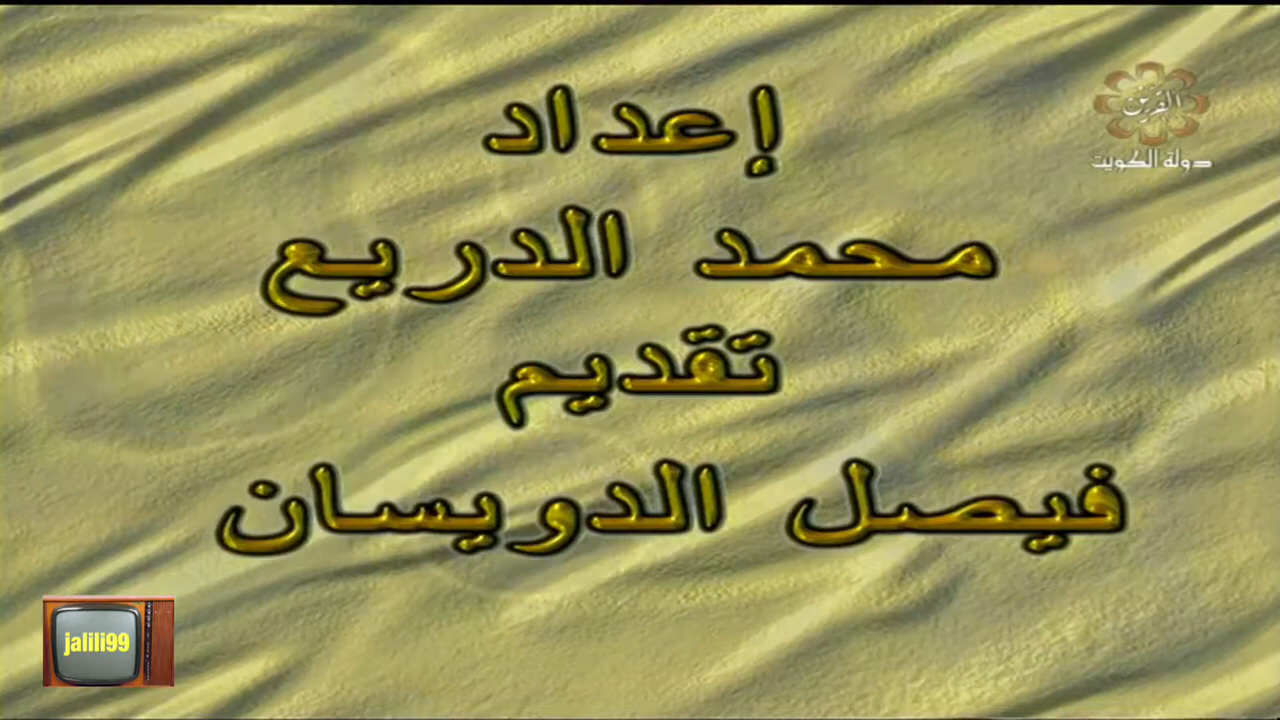 إعداد
محمد الدريع
تقديم
فيصل الدويسان
القرين
دولة الكويت
jalili99